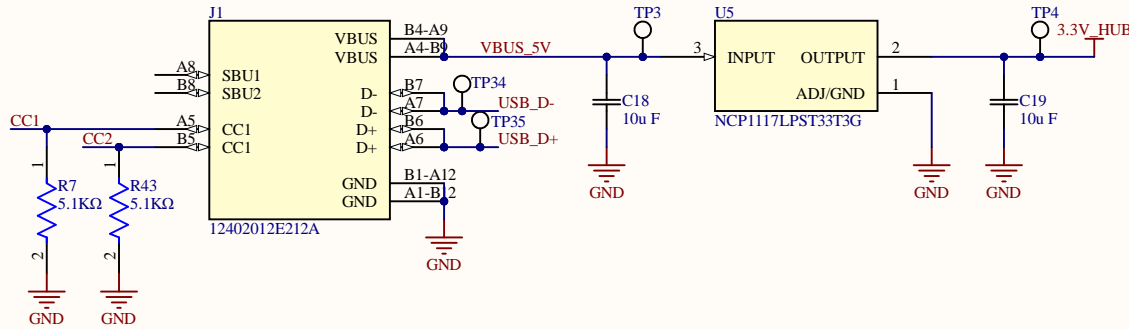 J1
B4-A9
VBUS
A4-B9
VBUS
VBUS_5V
A8
SBU1
B8
SBU2
B7
D-
A7
D-
B6
D+
A6
D+
TP34
USB_D-
TP35
USB_D+
CC1
A5
CC1
CC2
B5
CC1
B1-A12
GND
A1-B12
GND
12402012E212A
GND
1
R7
5.1KΩ
2
GND
1
R43
5.1KΩ
2
GND
TP3
C18
10u F
GND
U5
3
INPUT
OUTPUT
2
ADJ/GND
1
NCP1117LPST33T3G
GND
TP4
3.3V_HUB
C19
10u F
GND